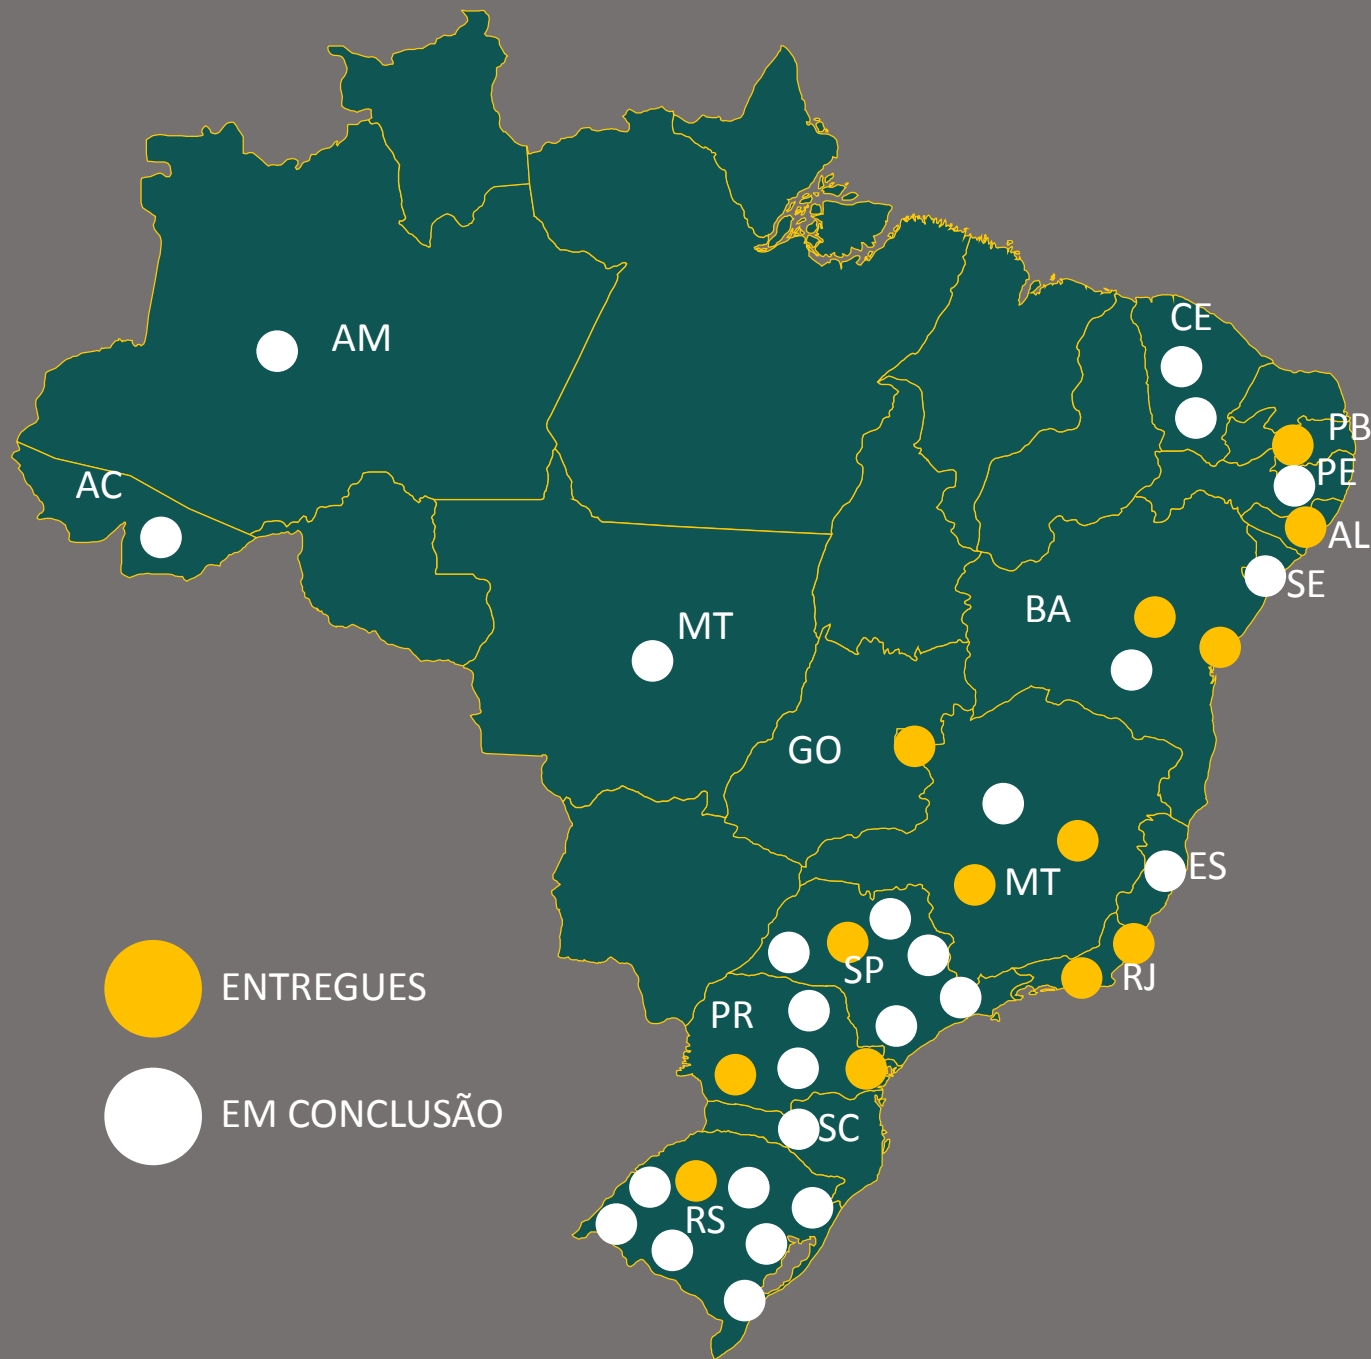 CE
AM
PB
PE
AC
AL
SE
BA
MT
GO
ES
MT
SP
RJ
ENTREGUES
PR
EM CONCLUSÃO
SC
RS